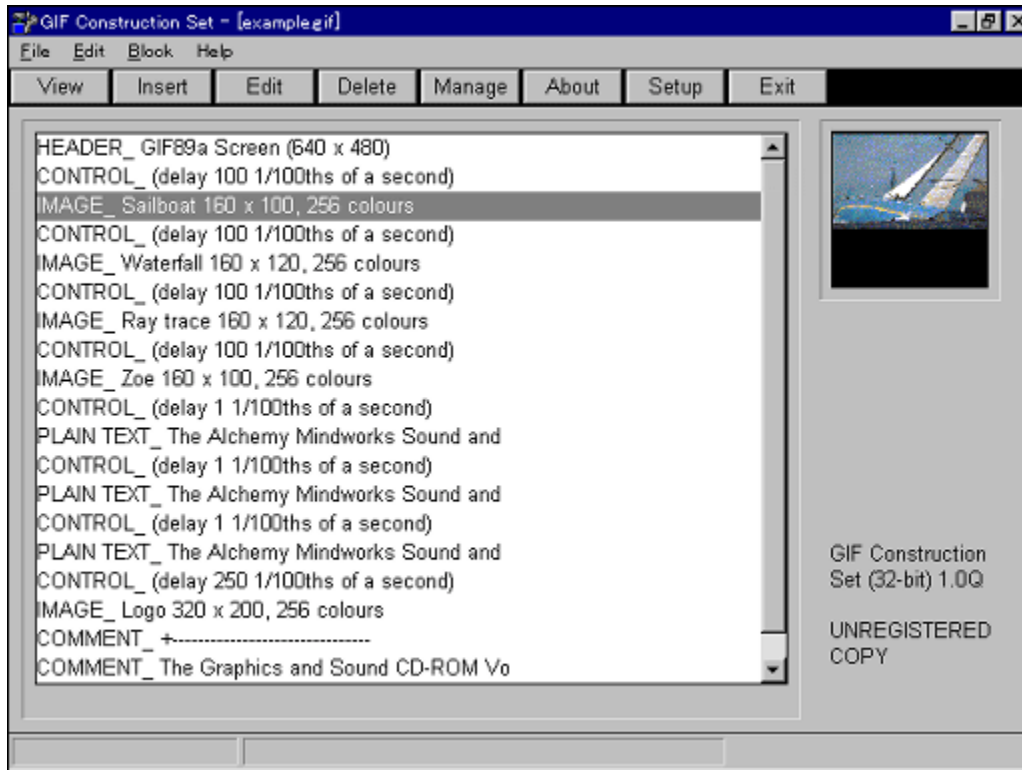 GIF Construction Set - [example.gif]
File Edit Block Help
View Insert Edit Delete Manage About Setup Exit
HEADER_ GIF89a Screen (640 x 480)
CONTROL_ (delay 100 1/100ths of a second)
IMAGE_ Sailboat 160 x 100, 256 colours
CONTROL_ (delay 100 1/100ths of a second)
IMAGE_ Waterfall 160 x 120, 256 colours
CONTROL_ (delay 100 1/100ths of a second)
IMAGE_ Ray trace 160 x 120, 256 colours
CONTROL_ (delay 100 1/100ths of a second)
IMAGE_ Zoe 160 x 100, 256 colours
CONTROL_ (delay 1 1/100ths of a second)
PLAIN TEXT_ The Alchemy Mindworks Sound and
CONTROL_ (delay 1 1/100ths of a second)
PLAIN TEXT_ The Alchemy Mindworks Sound and
CONTROL_ (delay 1 1/100ths of a second)
PLAIN TEXT_ The Alchemy Mindworks Sound and
CONTROL_ (delay 250 1/100ths of a second)
IMAGE_ Logo 320 x 200, 256 colours
COMMENT_ +-------------------------------
COMMENT_ The Graphics and Sound CD-ROM Vo
GIF Construction
Set (32-bit) 1.0Q
UNREGISTERED
COPY